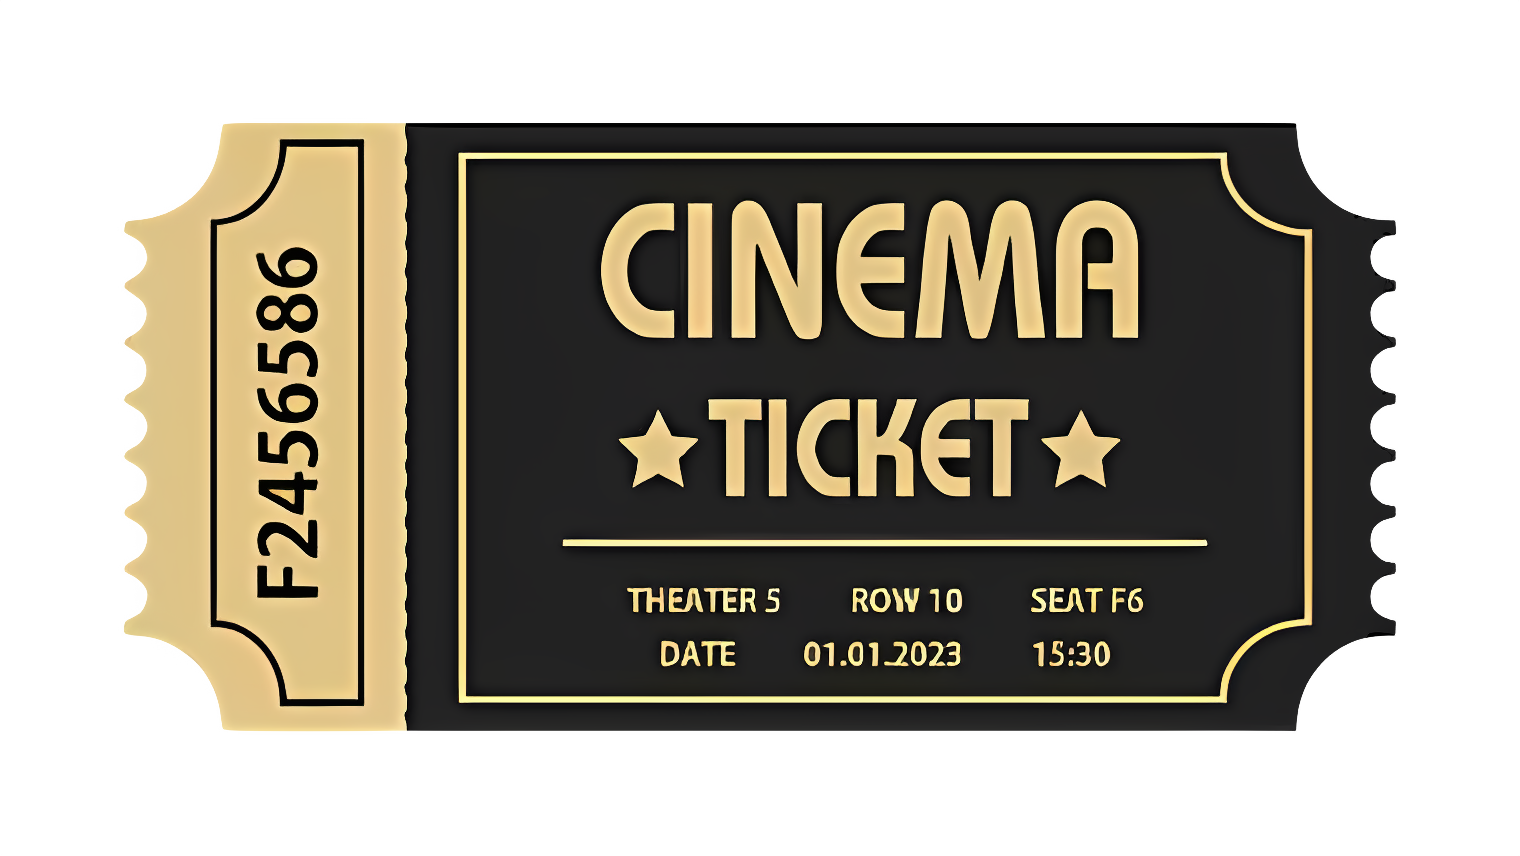 F2456586
CINEMA
TICKET
THEATER 5 ROW 10 SEAT F6
DATE 01.01.2023 15:30